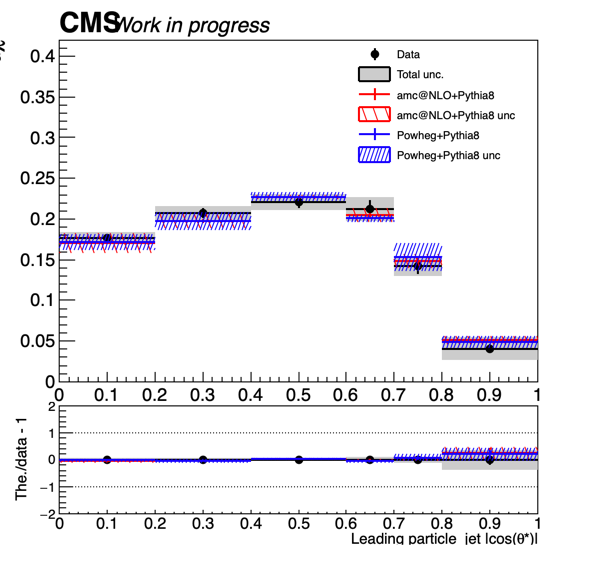 CMS Work in progress
0.4
0.35
0.3
0.25
0.2
0.15
0.1
0.05
0
Data
Total unc.
amc@NLO+Pythia8
amc@NLO+Pythia8 unc
Powheg+Pythia8
Powheg+Pythia8 unc
0 0.1 0.2 0.3 0.4 0.5 0.6 0.7 0.8 0.9 1
The./data - 1
2
1
0
−1
−2
0 0.1 0.2 0.3 0.4 0.5 0.6 0.7 0.8 0.9 1
Leading particle jet |cos(θ*)|